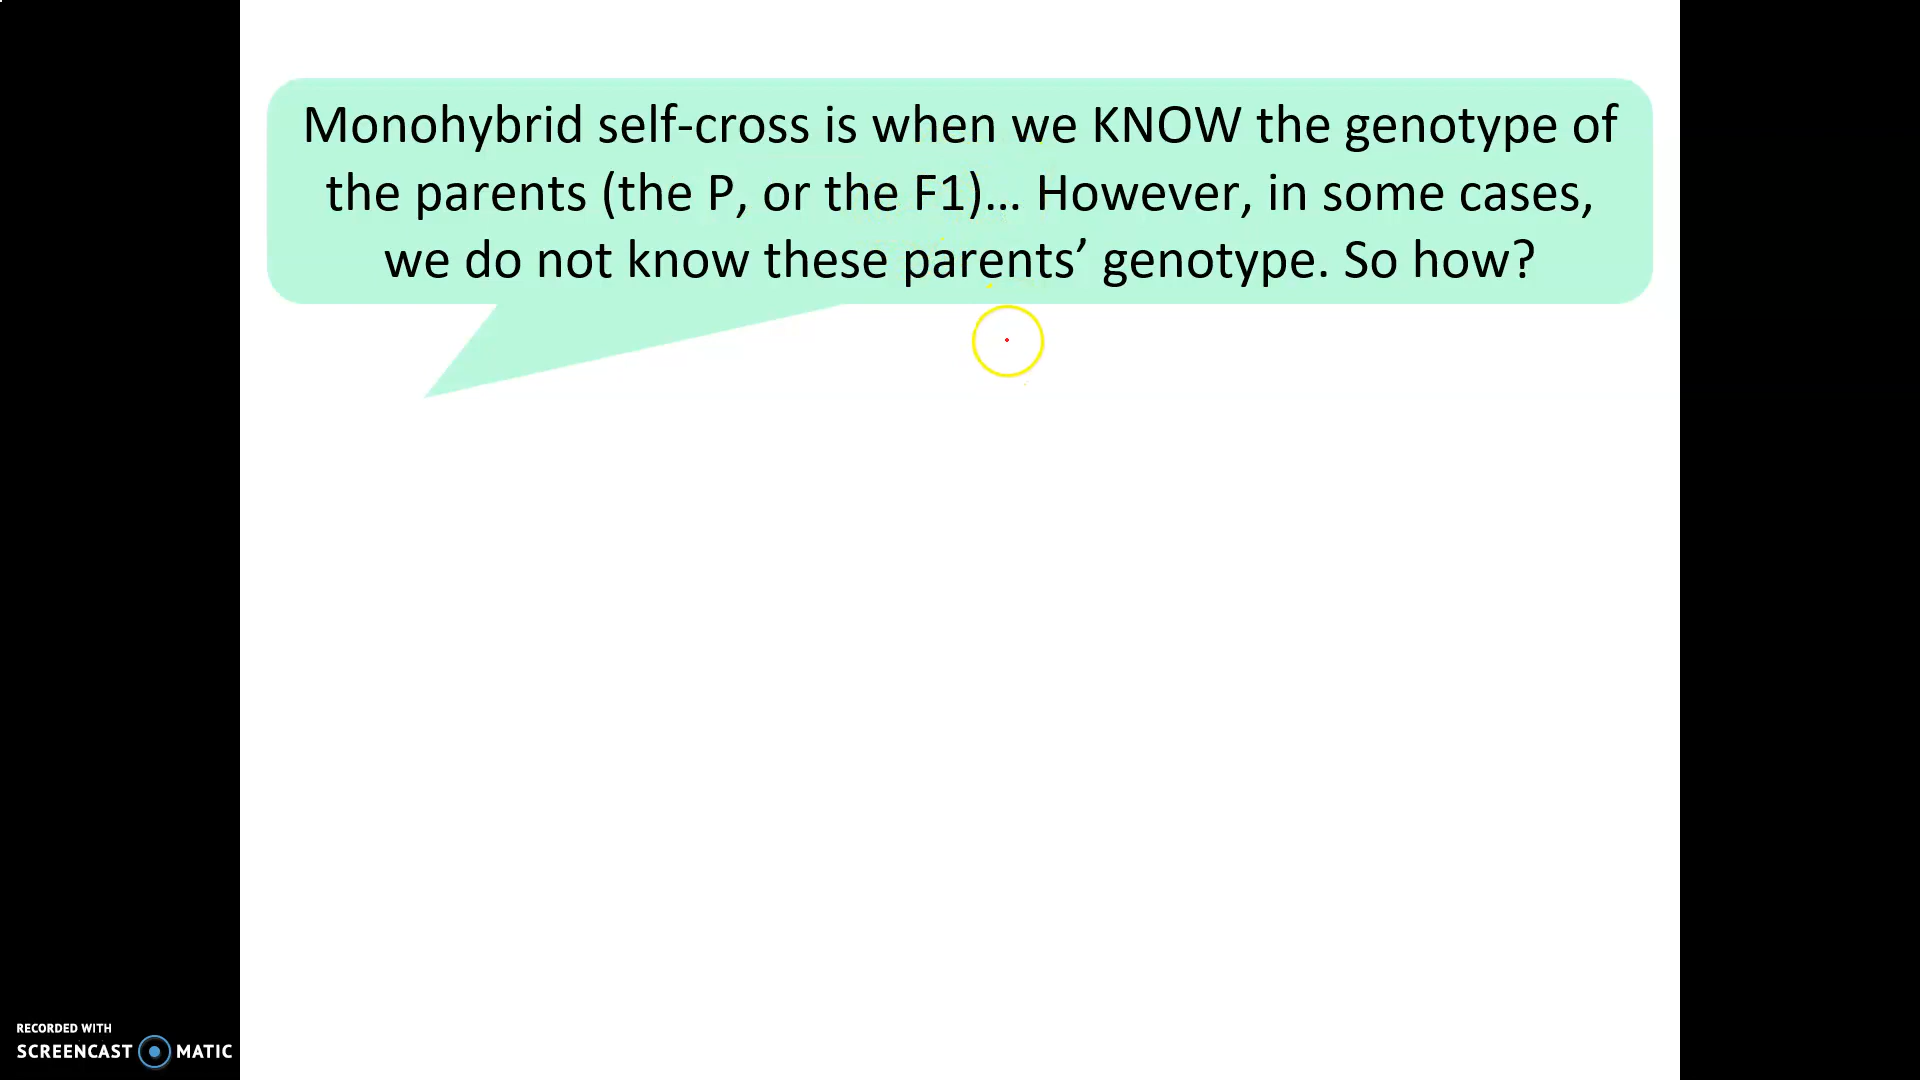 Monohybrid self-cross is when we KNOW the genotype of
the parents (the P, or the F1)... However, in some cases,
we do not know these parents’ genotype. So how?
RECORDED WITH
SCREENCAST MATIC